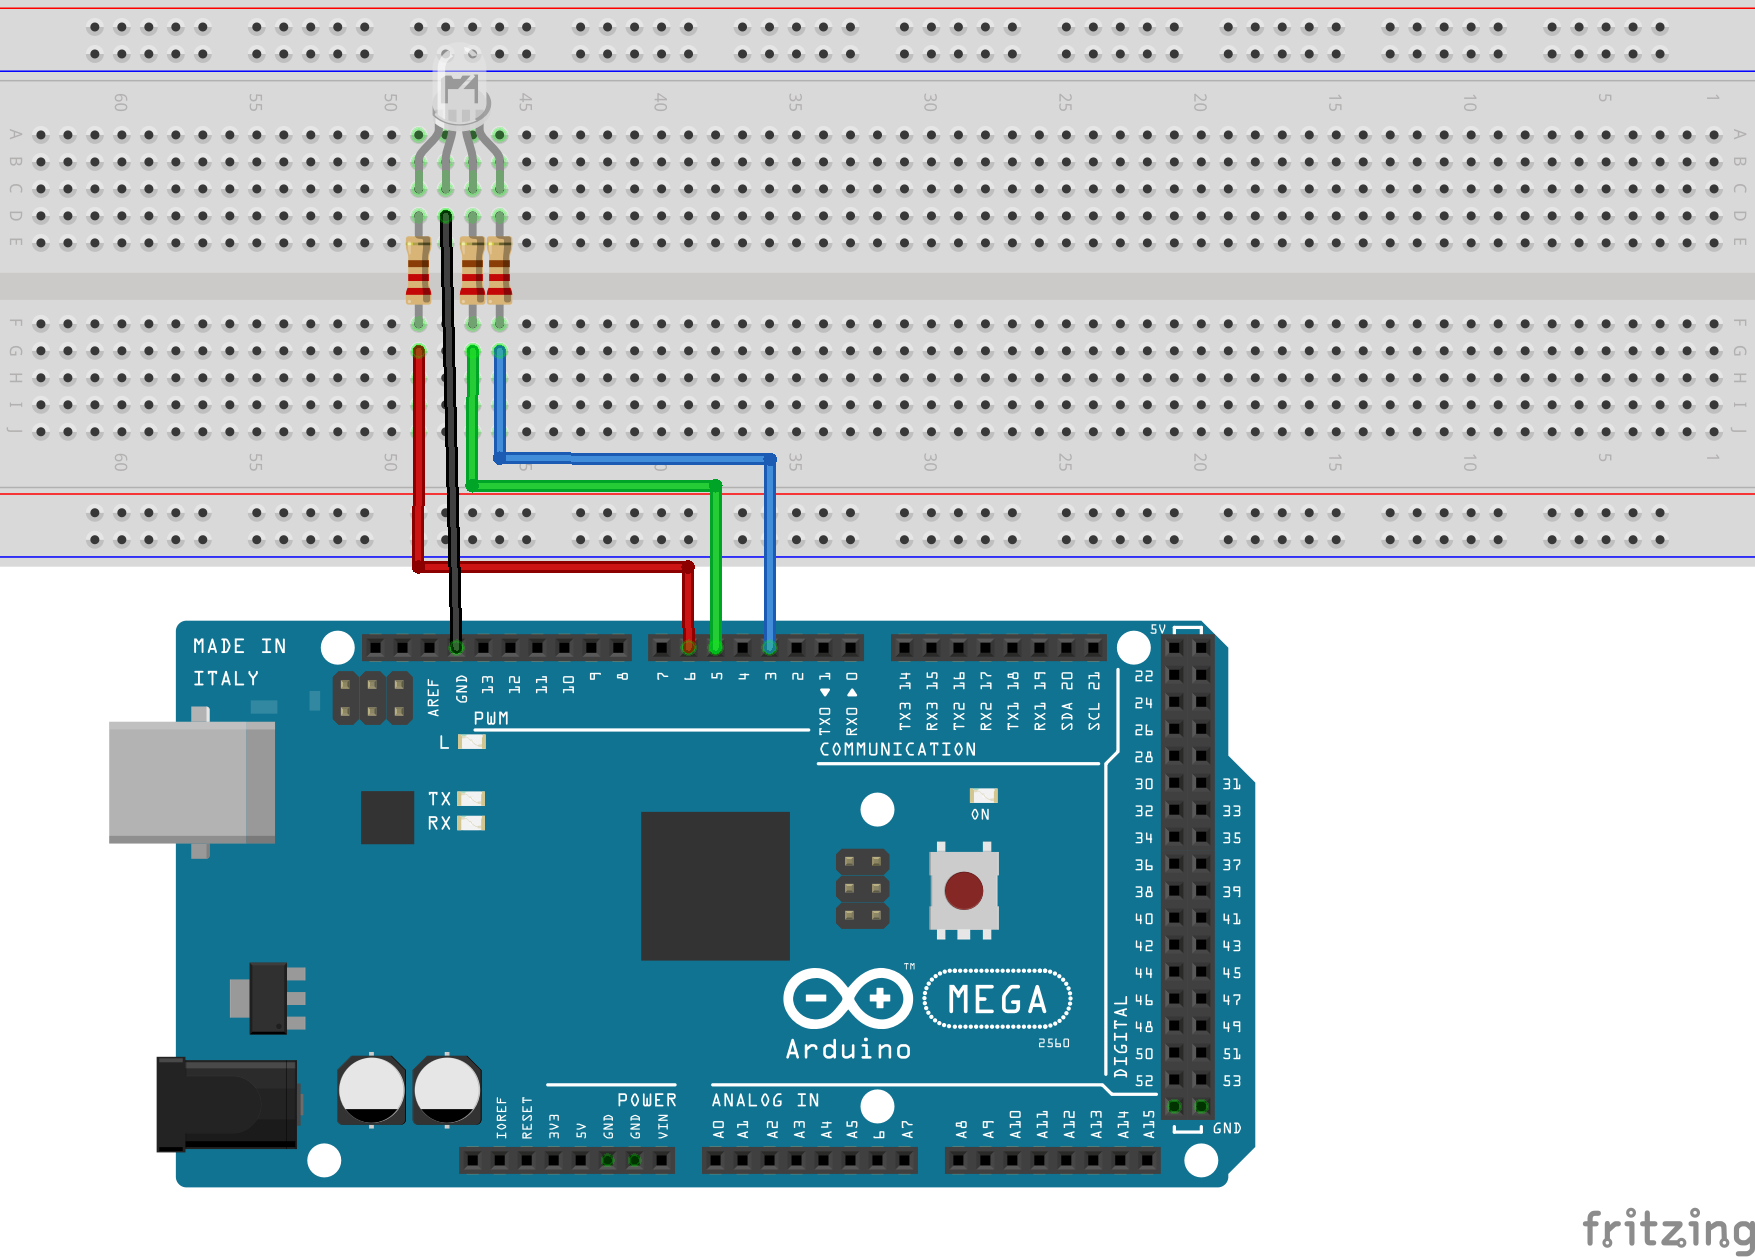 60 55 50 45 40 35 30 25 20 15 10 5 1
A A
B B
C C
D D
E E
F F
G G
H H
I I
J J
60 55 50 5 40 35 30 25 20 15 10 5 1
MADE IN
ITALY
5V
AREF GND 13 12 11 10 9 8 7 6 5 4 3 2 TX0 1 RX0 0 TX3 14 RX3 15 TX2 16 RX2 17 TX1 18 RX1 19 SDA 20 SCL 21
PWM
L
COMMUNICATION
TX
RX
ON
22
24
26
28
30 31
32 33
34 35
36 37
38 39
40 41
42 43
44 45
46 47
48 49
50 51
52 53
GND
DIGITAL
TM
MEGA
2560
Arduino
POWER
ANALOG IN
IOREF RESET 3V3 5V GND GND VIN A0 A1 A2 A3 A4 A5 6 A7 A8 A9 A10 A11 A12 A13 A14 A15
fritzing